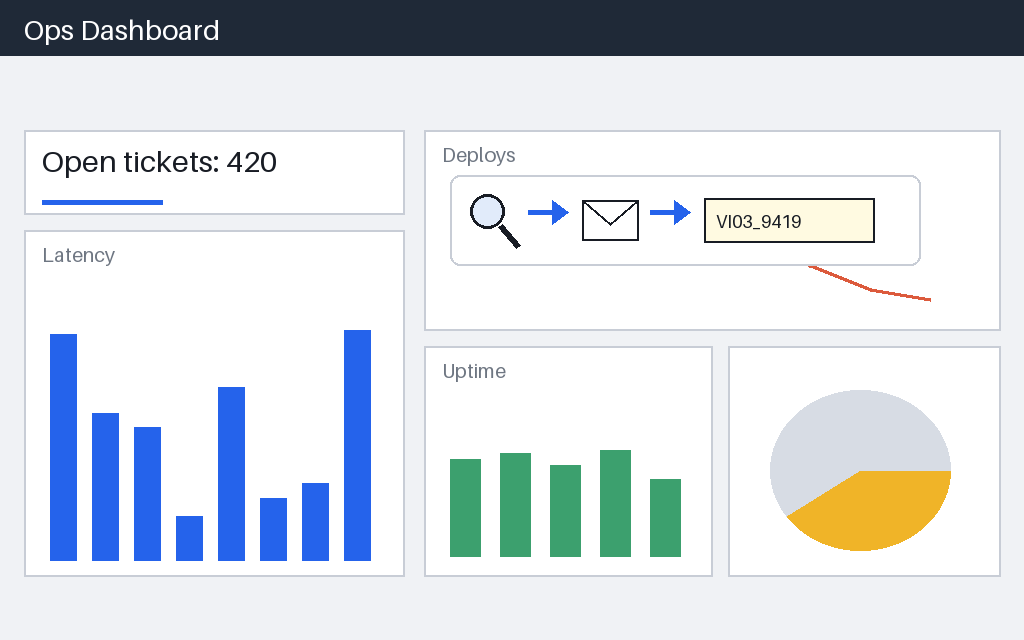 Ops Dashboard
Open tickets: 420
Deploys
VI03_9419
Latency
Uptime